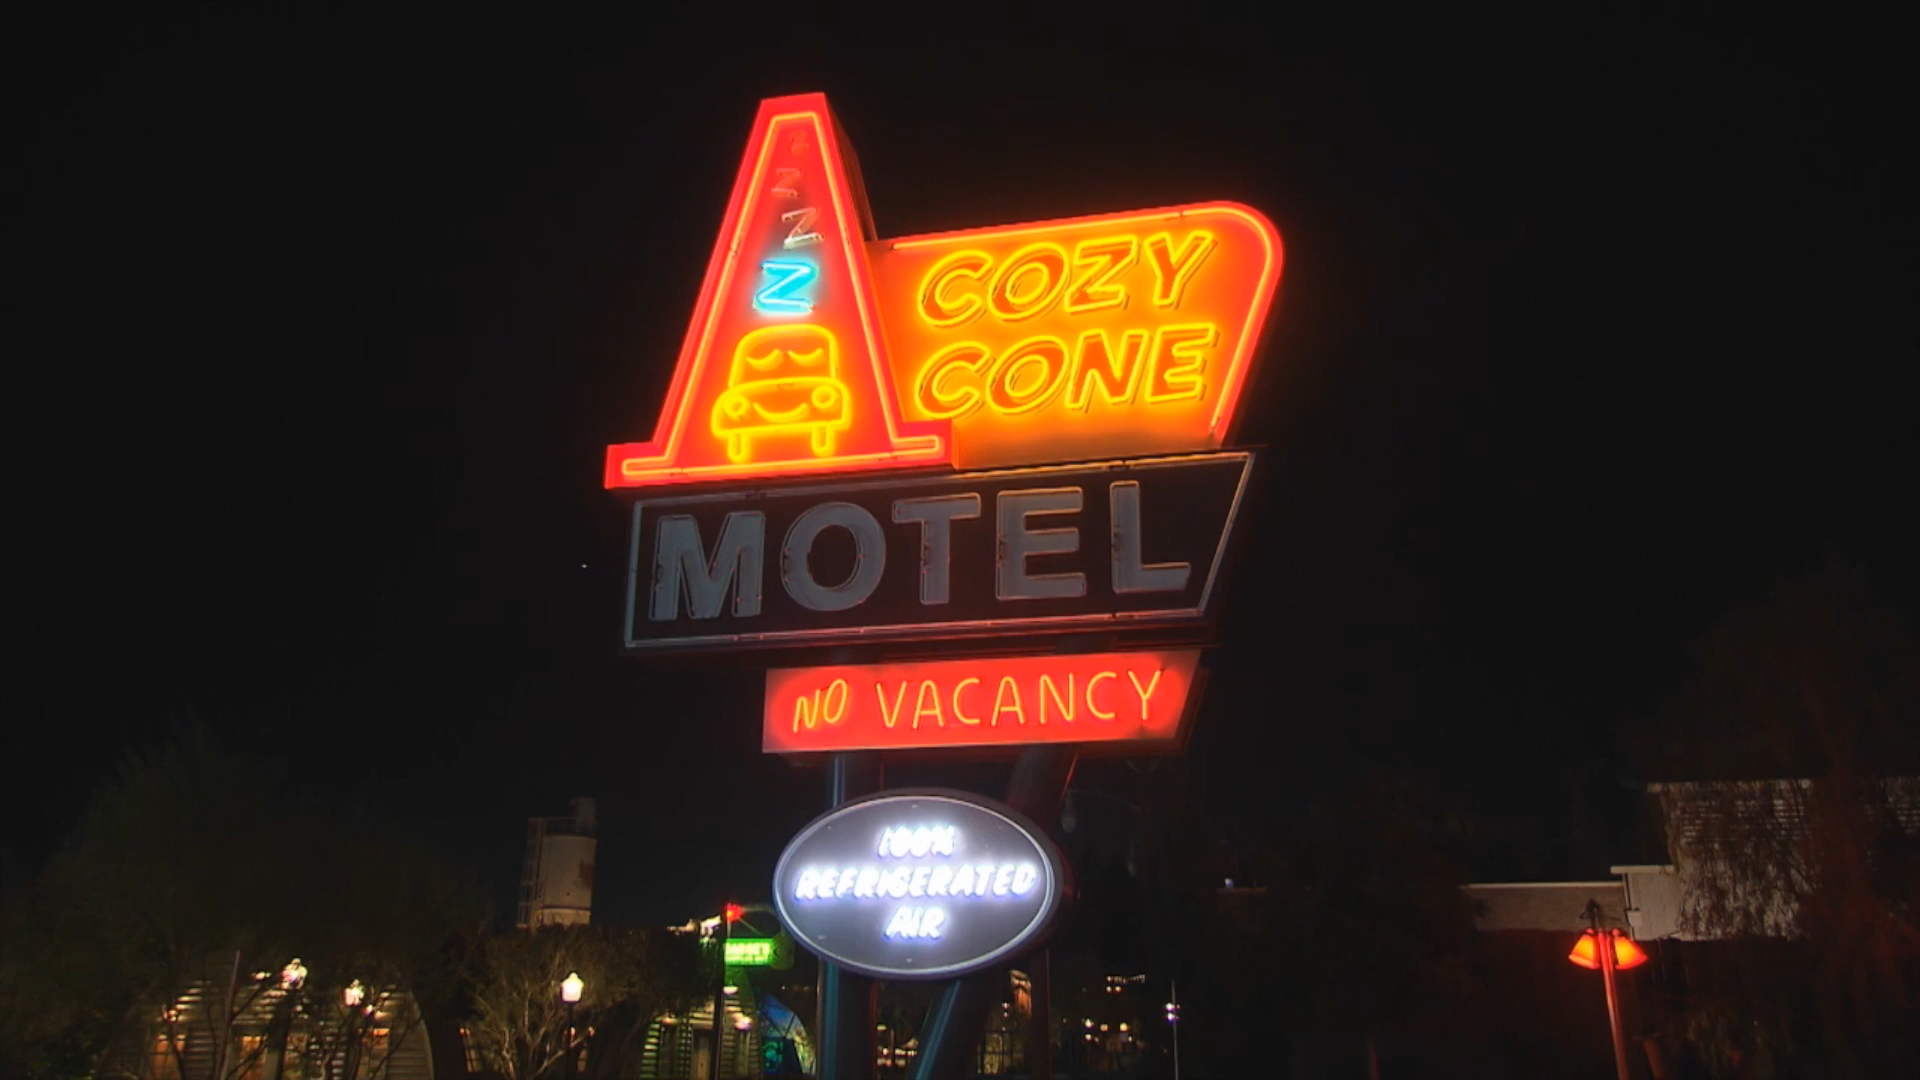 Z
Z
Z
COZY
CONE
MOTEL
NO VACANCY
100%
REFRIGERATED
AIR